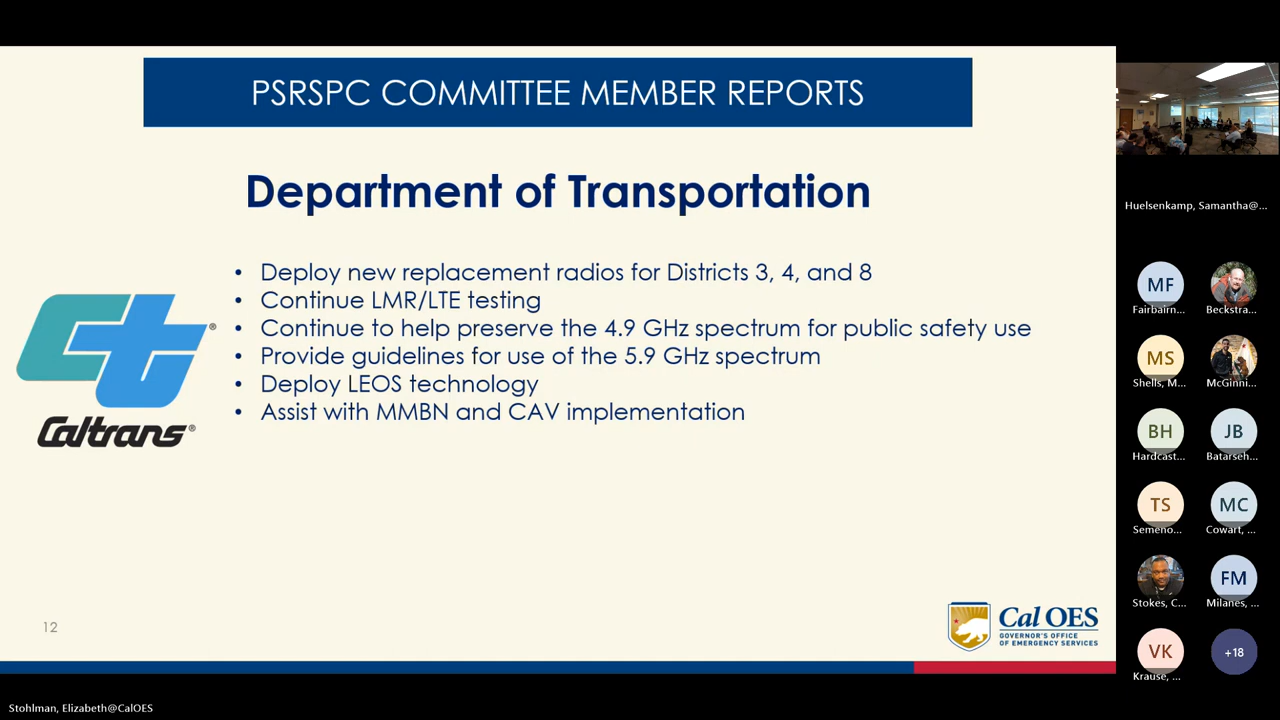 PSRSPC COMMITTEE MEMBER REPORTS
Department of Transportation
• Deploy new replacement radios for Districts 3, 4, and 8
• Continue LMR/LTE testing
• Continue to help preserve the 4.9 GHz spectrum for public safety use
• Provide guidelines for use of the 5.9 GHz spectrum
• Deploy LEOS technology
• Assist with MMBN and CAV implementation
Ct®
Caltrans®
12
Cal OES
GOVERNOR'S OFFICE
OF EMERGENCY SERVICES
Huelsenkamp, Samantha@...
MF
Fairbairn...
Beckstra...
MS
Shells, M...
McGinni...
BH
Hardcast...
JB
Batarseh...
TS
Semeno...
MC
Cowart, ...
Stokes, C...
FM
Milanes, ...
VK
Krause, ...
+18
Stohlman, Elizabeth@CalOES